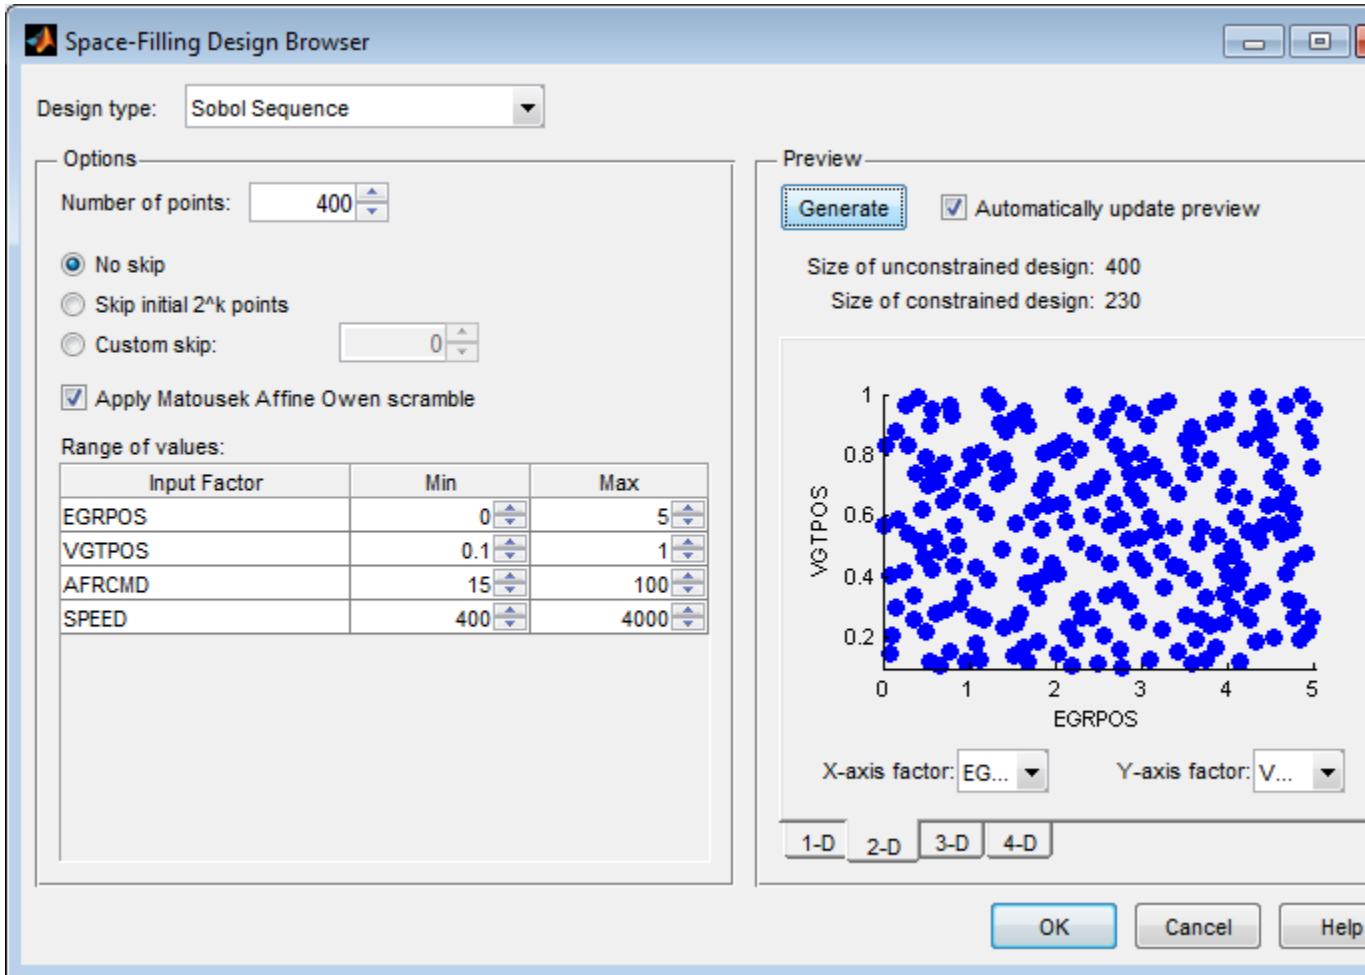 Space-Filling Design Browser
Design type: Sobol Sequence
Options
Number of points: 400
No skip
Skip initial 2^k points
Custom skip: 0
Apply Matousek Affine Owen scramble
Range of values:
Input Factor Min Max
EGRPOS 0 5
VGTPOS 0.1 1
AFRCMD 15 100
SPEED 400 4000
Preview
Generate Automatically update preview
Size of unconstrained design: 400
Size of constrained design: 230
1
0.8
0.6
0.4
0.2
VGTPOS
0 1 2 3 4 5
EGRPOS
X-axis factor: EG... Y-axis factor: V...
1-D 2-D 3-D 4-D
OK Cancel Help